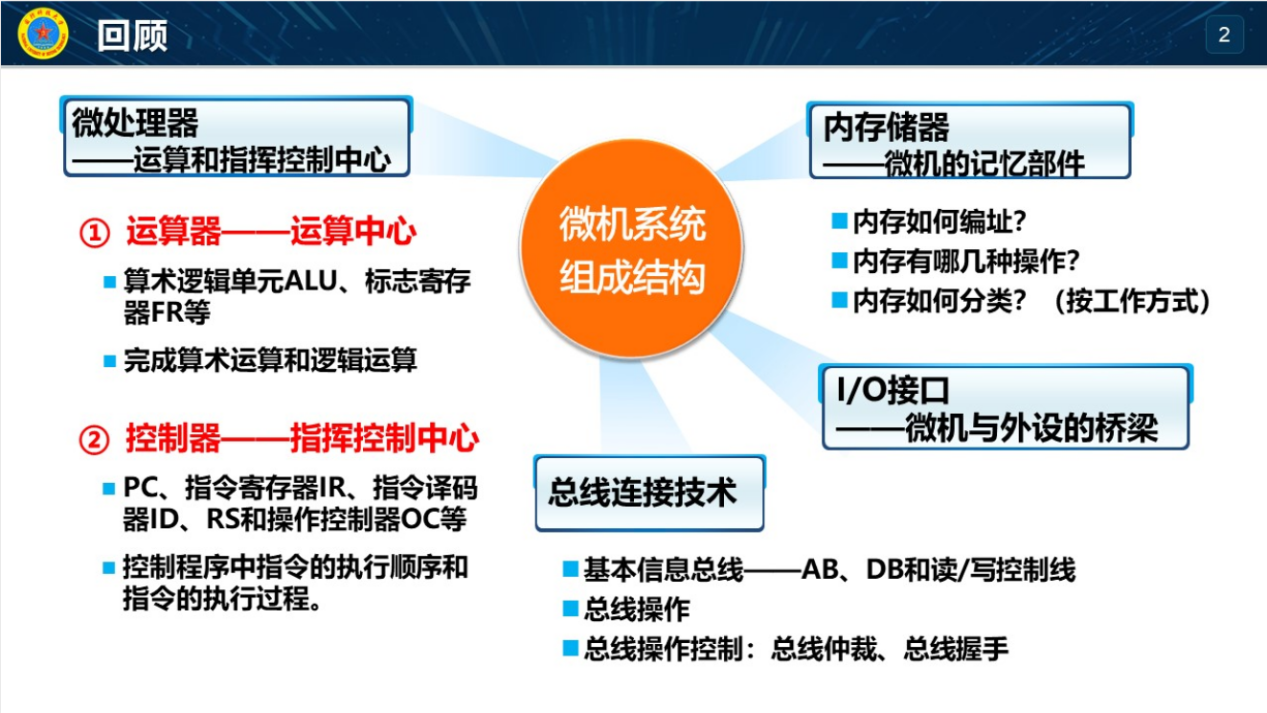 回顾
2
微处理器
——运算和指挥控制中心
① 运算器——运算中心
算术逻辑单元ALU、标志寄存
器FR等
完成算术运算和逻辑运算
② 控制器——指挥控制中心
PC、指令寄存器IR、指令译码
器ID、RS和操作控制器OC等
控制程序中指令的执行顺序和
指令的执行过程。
微机系统
组成结构
内存储器
——微机的记忆部件
内存如何编址？
内存有哪几种操作？
内存如何分类？（按工作方式）
I/O接口
——微机与外设的桥梁
总线连接技术
基本信息总线——AB、DB和读/写控制线
总线操作
总线操作控制：总线仲裁、总线握手